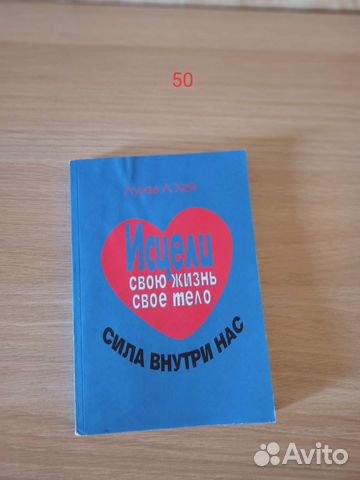 50
Луиза Л. Хей
Исцели
свою жизнь
свое тело
СИЛА ВНУТРИ НАС
Avito